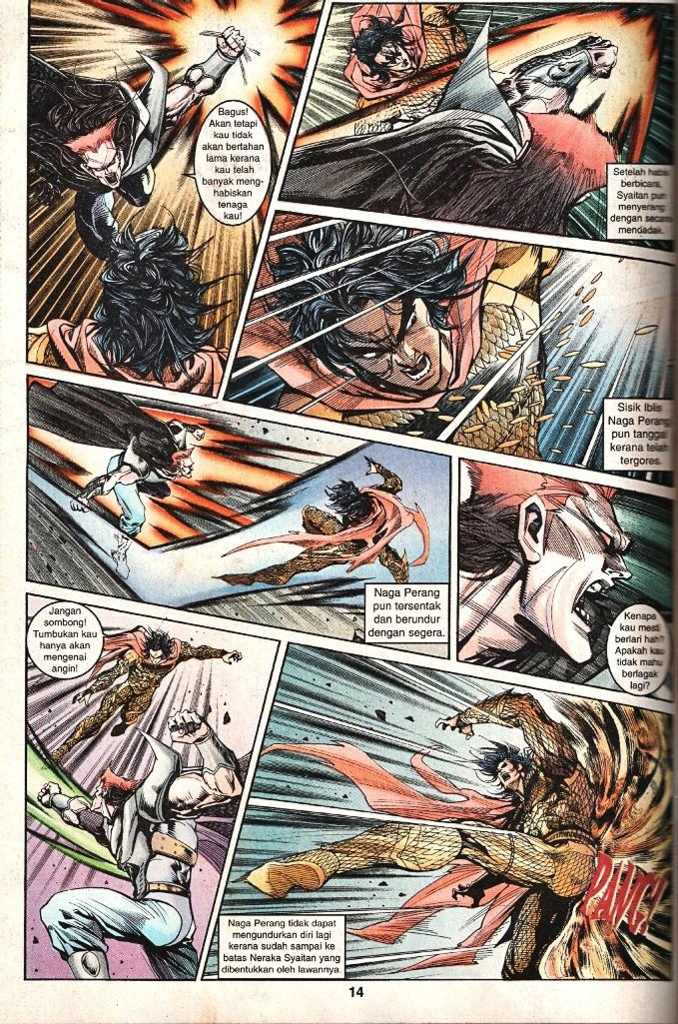 Bagus!
Akan tetapi
kau tidak
akan bertahan
lama kerana
kau telah
banyak meng-
habiskan
tenaga
kau!
Setelah habis
berbicara,
Syaitan pun
menyerang
dengan secara
mendadak.
Sisik Iblis
Naga Perang
pun tanggal
kerana telah
tergores.
Naga Perang
pun tersentak
dan berundur
dengan segera.
Kenapa
kau mesti
berlari hah?
Apakah kau
tidak mahu
berlagak
lagi?
Jangan
sombong!
Tumbukan kau
hanya akan
mengenai
angin!
PANG!
Naga Perang tidak dapat
mengundurkan diri lagi
kerana sudah sampai ke
batas Neraka Syaitan yang
dibentukkan oleh lawannya.
14